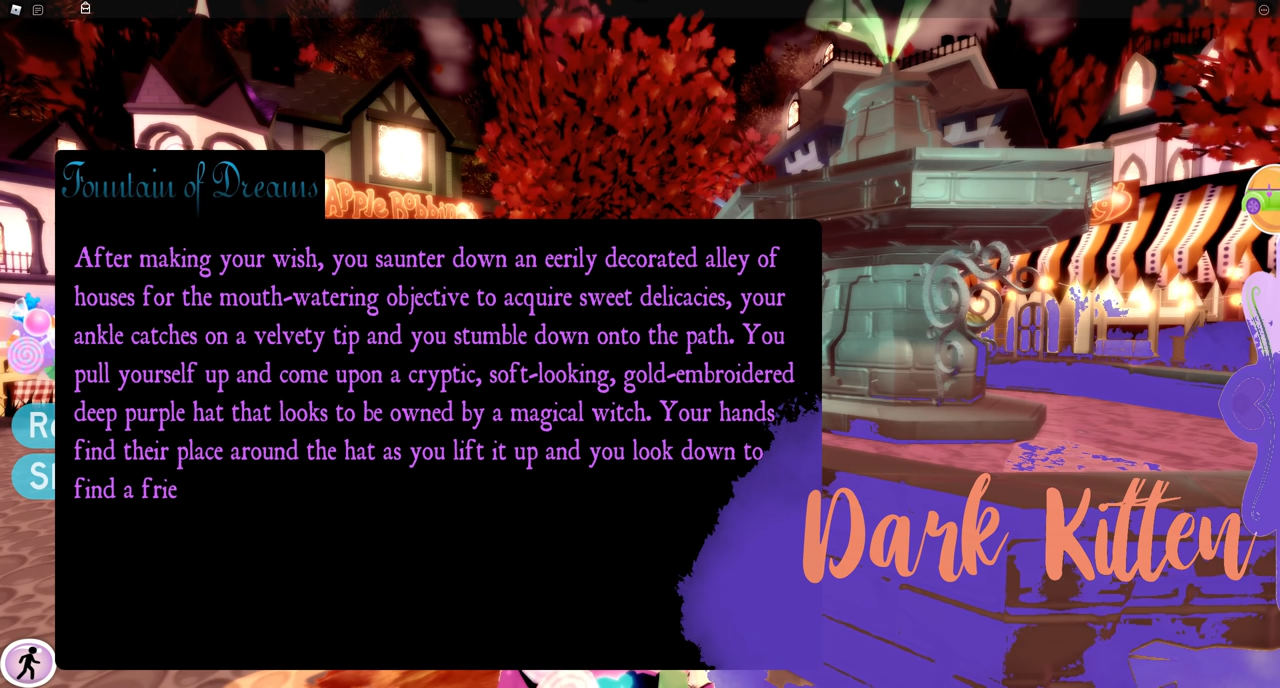 Fountain of Dreams
Apple Bobbing
After making your wish, you saunter down an eerily decorated alley of
houses for the mouth-watering objective to acquire sweet delicacies, your
ankle catches on a velvety tip and you stumble down onto the path. You
pull yourself up and come upon a cryptic, soft-looking, gold-embroidered
deep purple hat that looks to be owned by a magical witch. Your hands
find their place around the hat as you lift it up and you look down to
find a frie
Dark Kitten